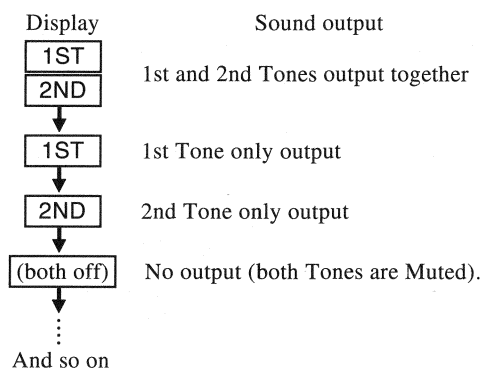 Display Sound output
1ST
1st and 2nd Tones output together
2ND
1ST 1st Tone only output
2ND 2nd Tone only output
(both off) No output (both Tones are Muted).
And so on